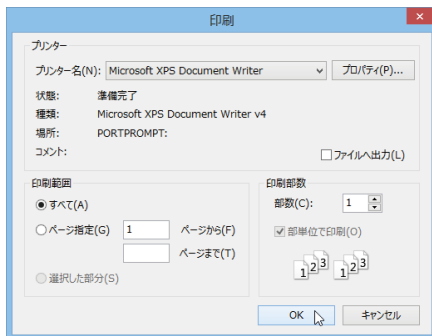 印刷
プリンター
プリンター名(N): Microsoft XPS Document Writer プロパティ(P)...
状態: 準備完了
種類: Microsoft XPS Document Writer v4
場所: PORTPROMPT:
コメント: ファイルへ出力(L)
印刷範囲
すべて(A)
ページ指定(G) 1 ページから(F)
ページまで(T)
選択した部分(S)
印刷部数
部数(C): 1
部単位で印刷(O)
1 2 3 1 2 3
OK キャンセル